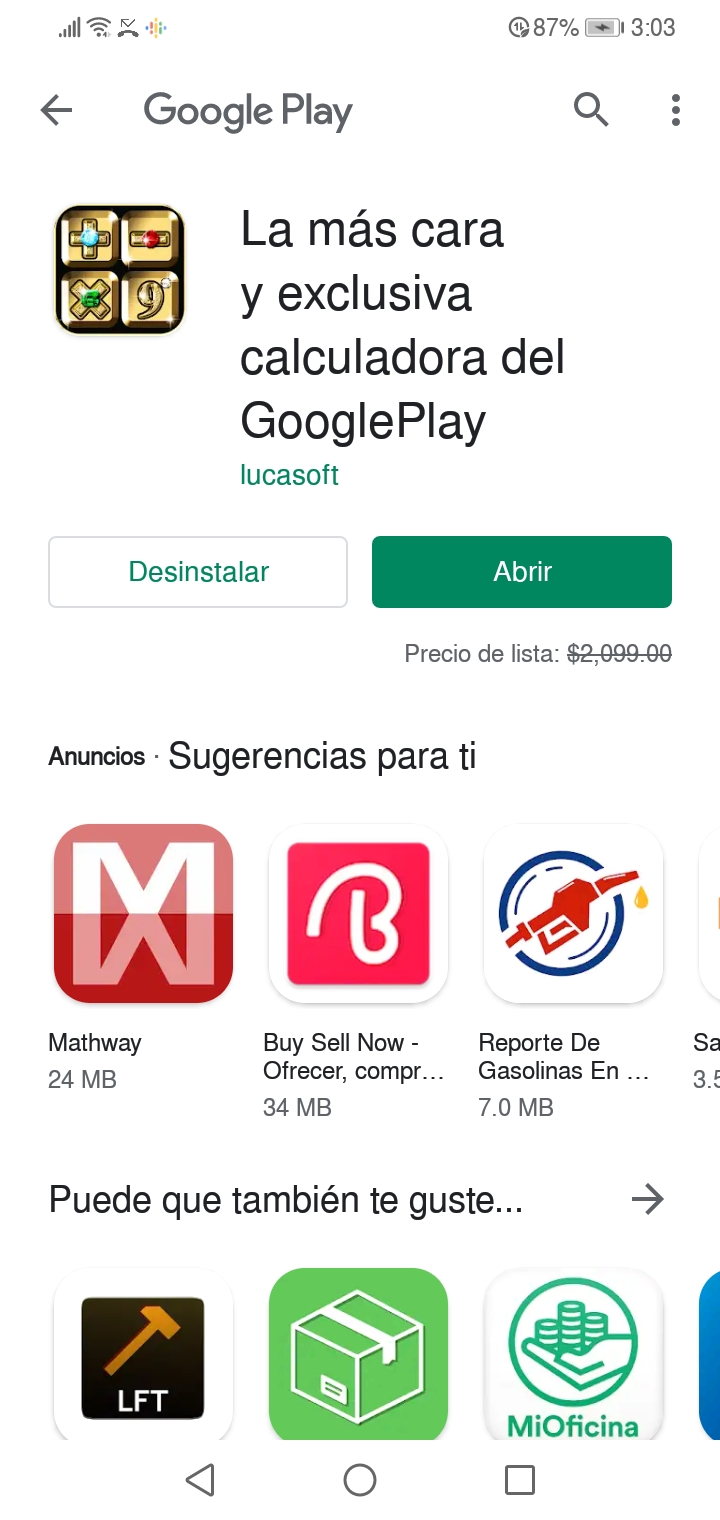 87% 3:03
Google Play
La más cara
y exclusiva
calculadora del
GooglePlay
lucasoft
Desinstalar
Abrir
Precio de lista: $2,099.00
Anuncios · Sugerencias para ti
Mathway
24 MB
Buy Sell Now -
Ofrecer, compr...
34 MB
Reporte De
Gasolinas En ...
7.0 MB
Sa
3.5
Puede que también te guste...
LFT
MiOficina